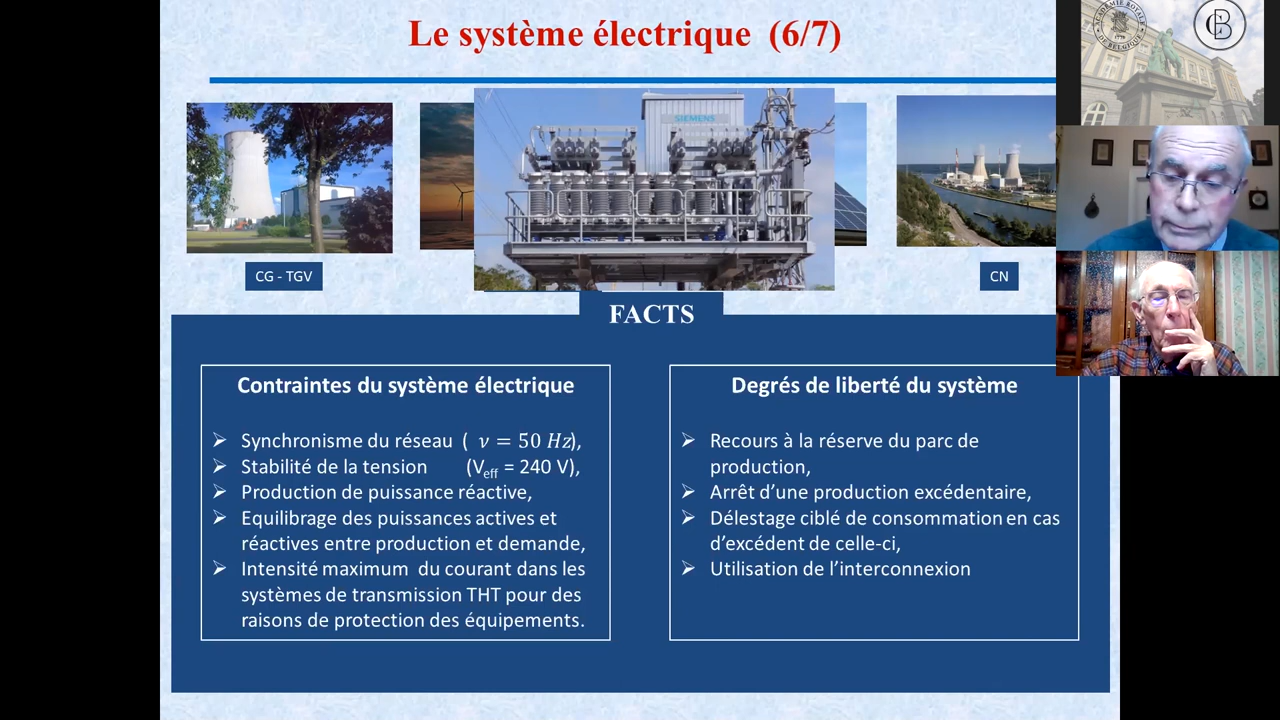 Le système électrique (6/7)
SIEMENS
CG - TGV
CN
FACTS
Contraintes du système électrique
➢ Synchronisme du réseau ( ν = 50 Hz),
➢ Stabilité de la tension (Veff = 240 V),
➢ Production de puissance réactive,
➢ Equilibrage des puissances actives et
réactives entre production et demande,
➢ Intensité maximum du courant dans les
systèmes de transmission THT pour des
raisons de protection des équipements.
Degrés de liberté du système
➢ Recours à la réserve du parc de
production,
➢ Arrêt d’une production excédentaire,
➢ Délestage ciblé de consommation en cas
d’excédent de celle-ci,
➢ Utilisation de l’interconnexion
ACADÉMIE ROYALE
DE BELGIQUE